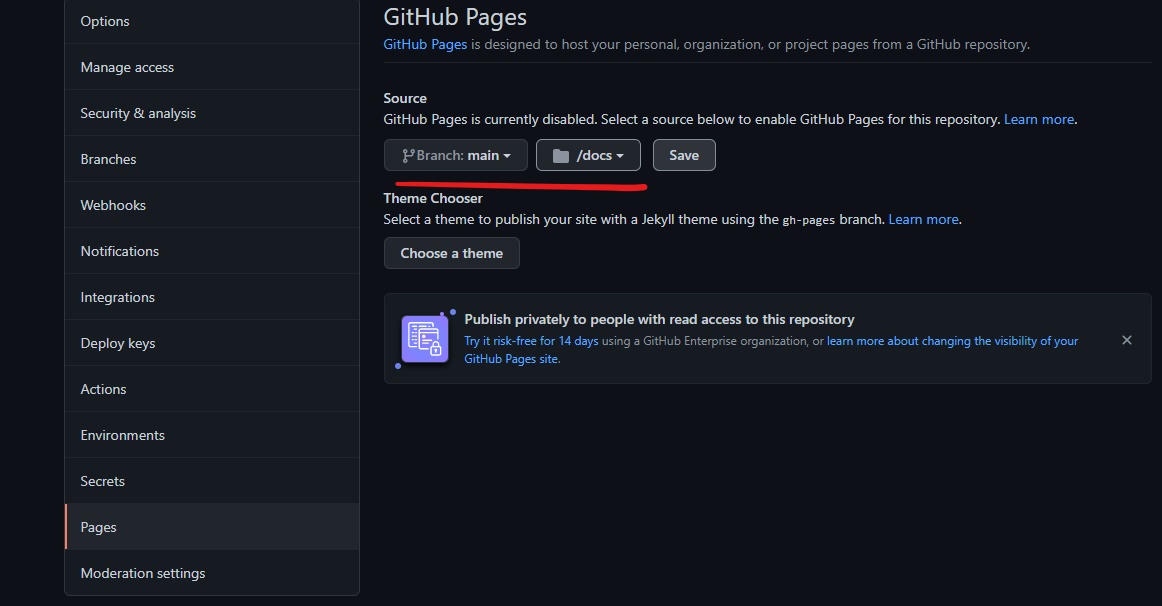 Options
Manage access
Security & analysis
Branches
Webhooks
Notifications
Integrations
Deploy keys
Actions
Environments
Secrets
Pages
Moderation settings
GitHub Pages
GitHub Pages is designed to host your personal, organization, or project pages from a GitHub repository.
Source
GitHub Pages is currently disabled. Select a source below to enable GitHub Pages for this repository. Learn more.
Branch: main
/docs
Save
Theme Chooser
Select a theme to publish your site with a Jekyll theme using the gh-pages branch. Learn more.
Choose a theme
Publish privately to people with read access to this repository
Try it risk-free for 14 days using a GitHub Enterprise organization, or learn more about changing the visibility of your
GitHub Pages site.